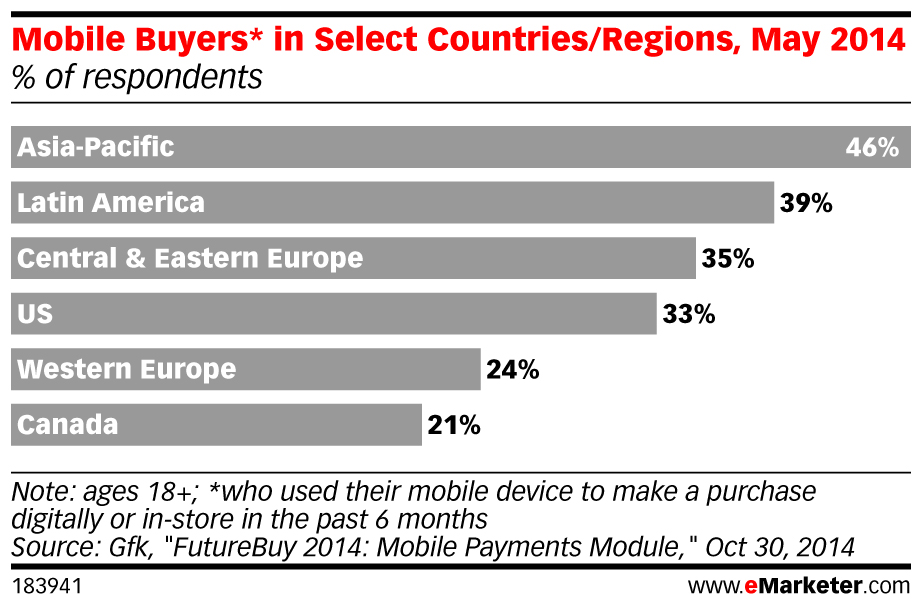 Mobile Buyers* in Select Countries/Regions, May 2014
% of respondents
Asia-Pacific 46%
Latin America 39%
Central & Eastern Europe 35%
US 33%
Western Europe 24%
Canada 21%
Note: ages 18+; *who used their mobile device to make a purchase
digitally or in-store in the past 6 months
Source: Gfk, "FutureBuy 2014: Mobile Payments Module," Oct 30, 2014
183941 www.eMarketer.com